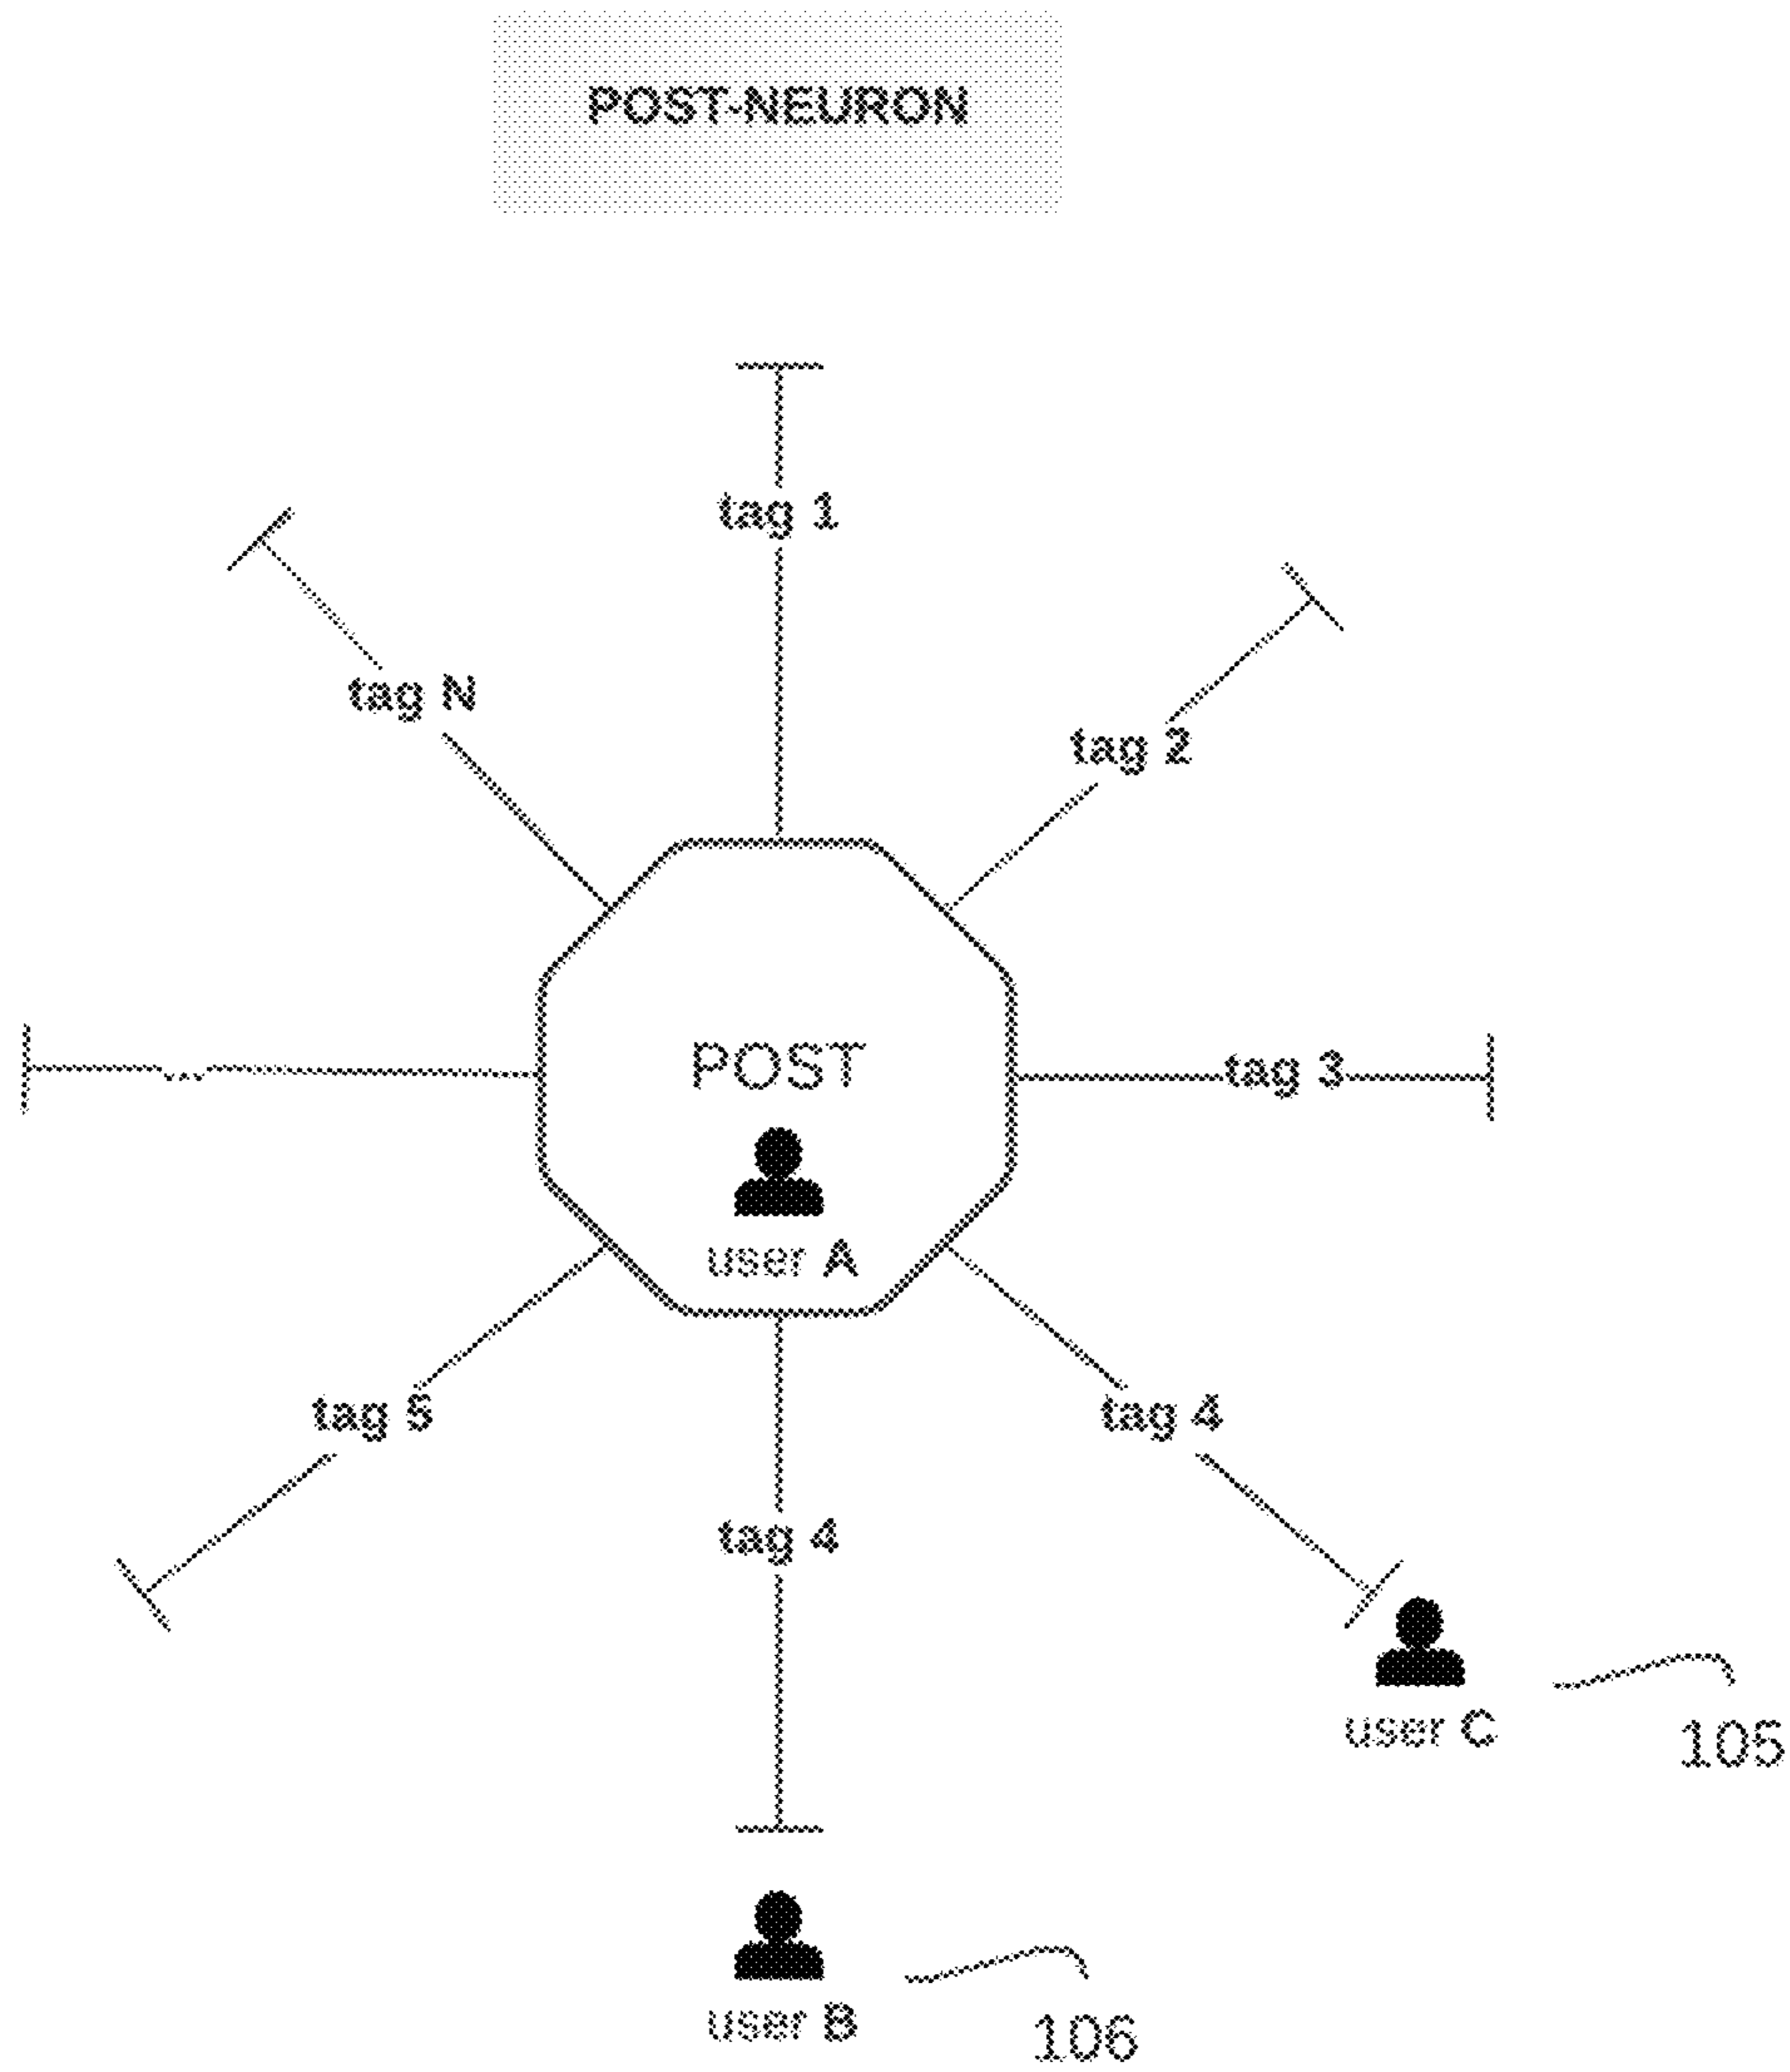 POST-NEURON
tag 1
tag N
tag 2
POST
...
tag 3
user A
tag 5
tag 4
tag 4
user C
105
user B
106